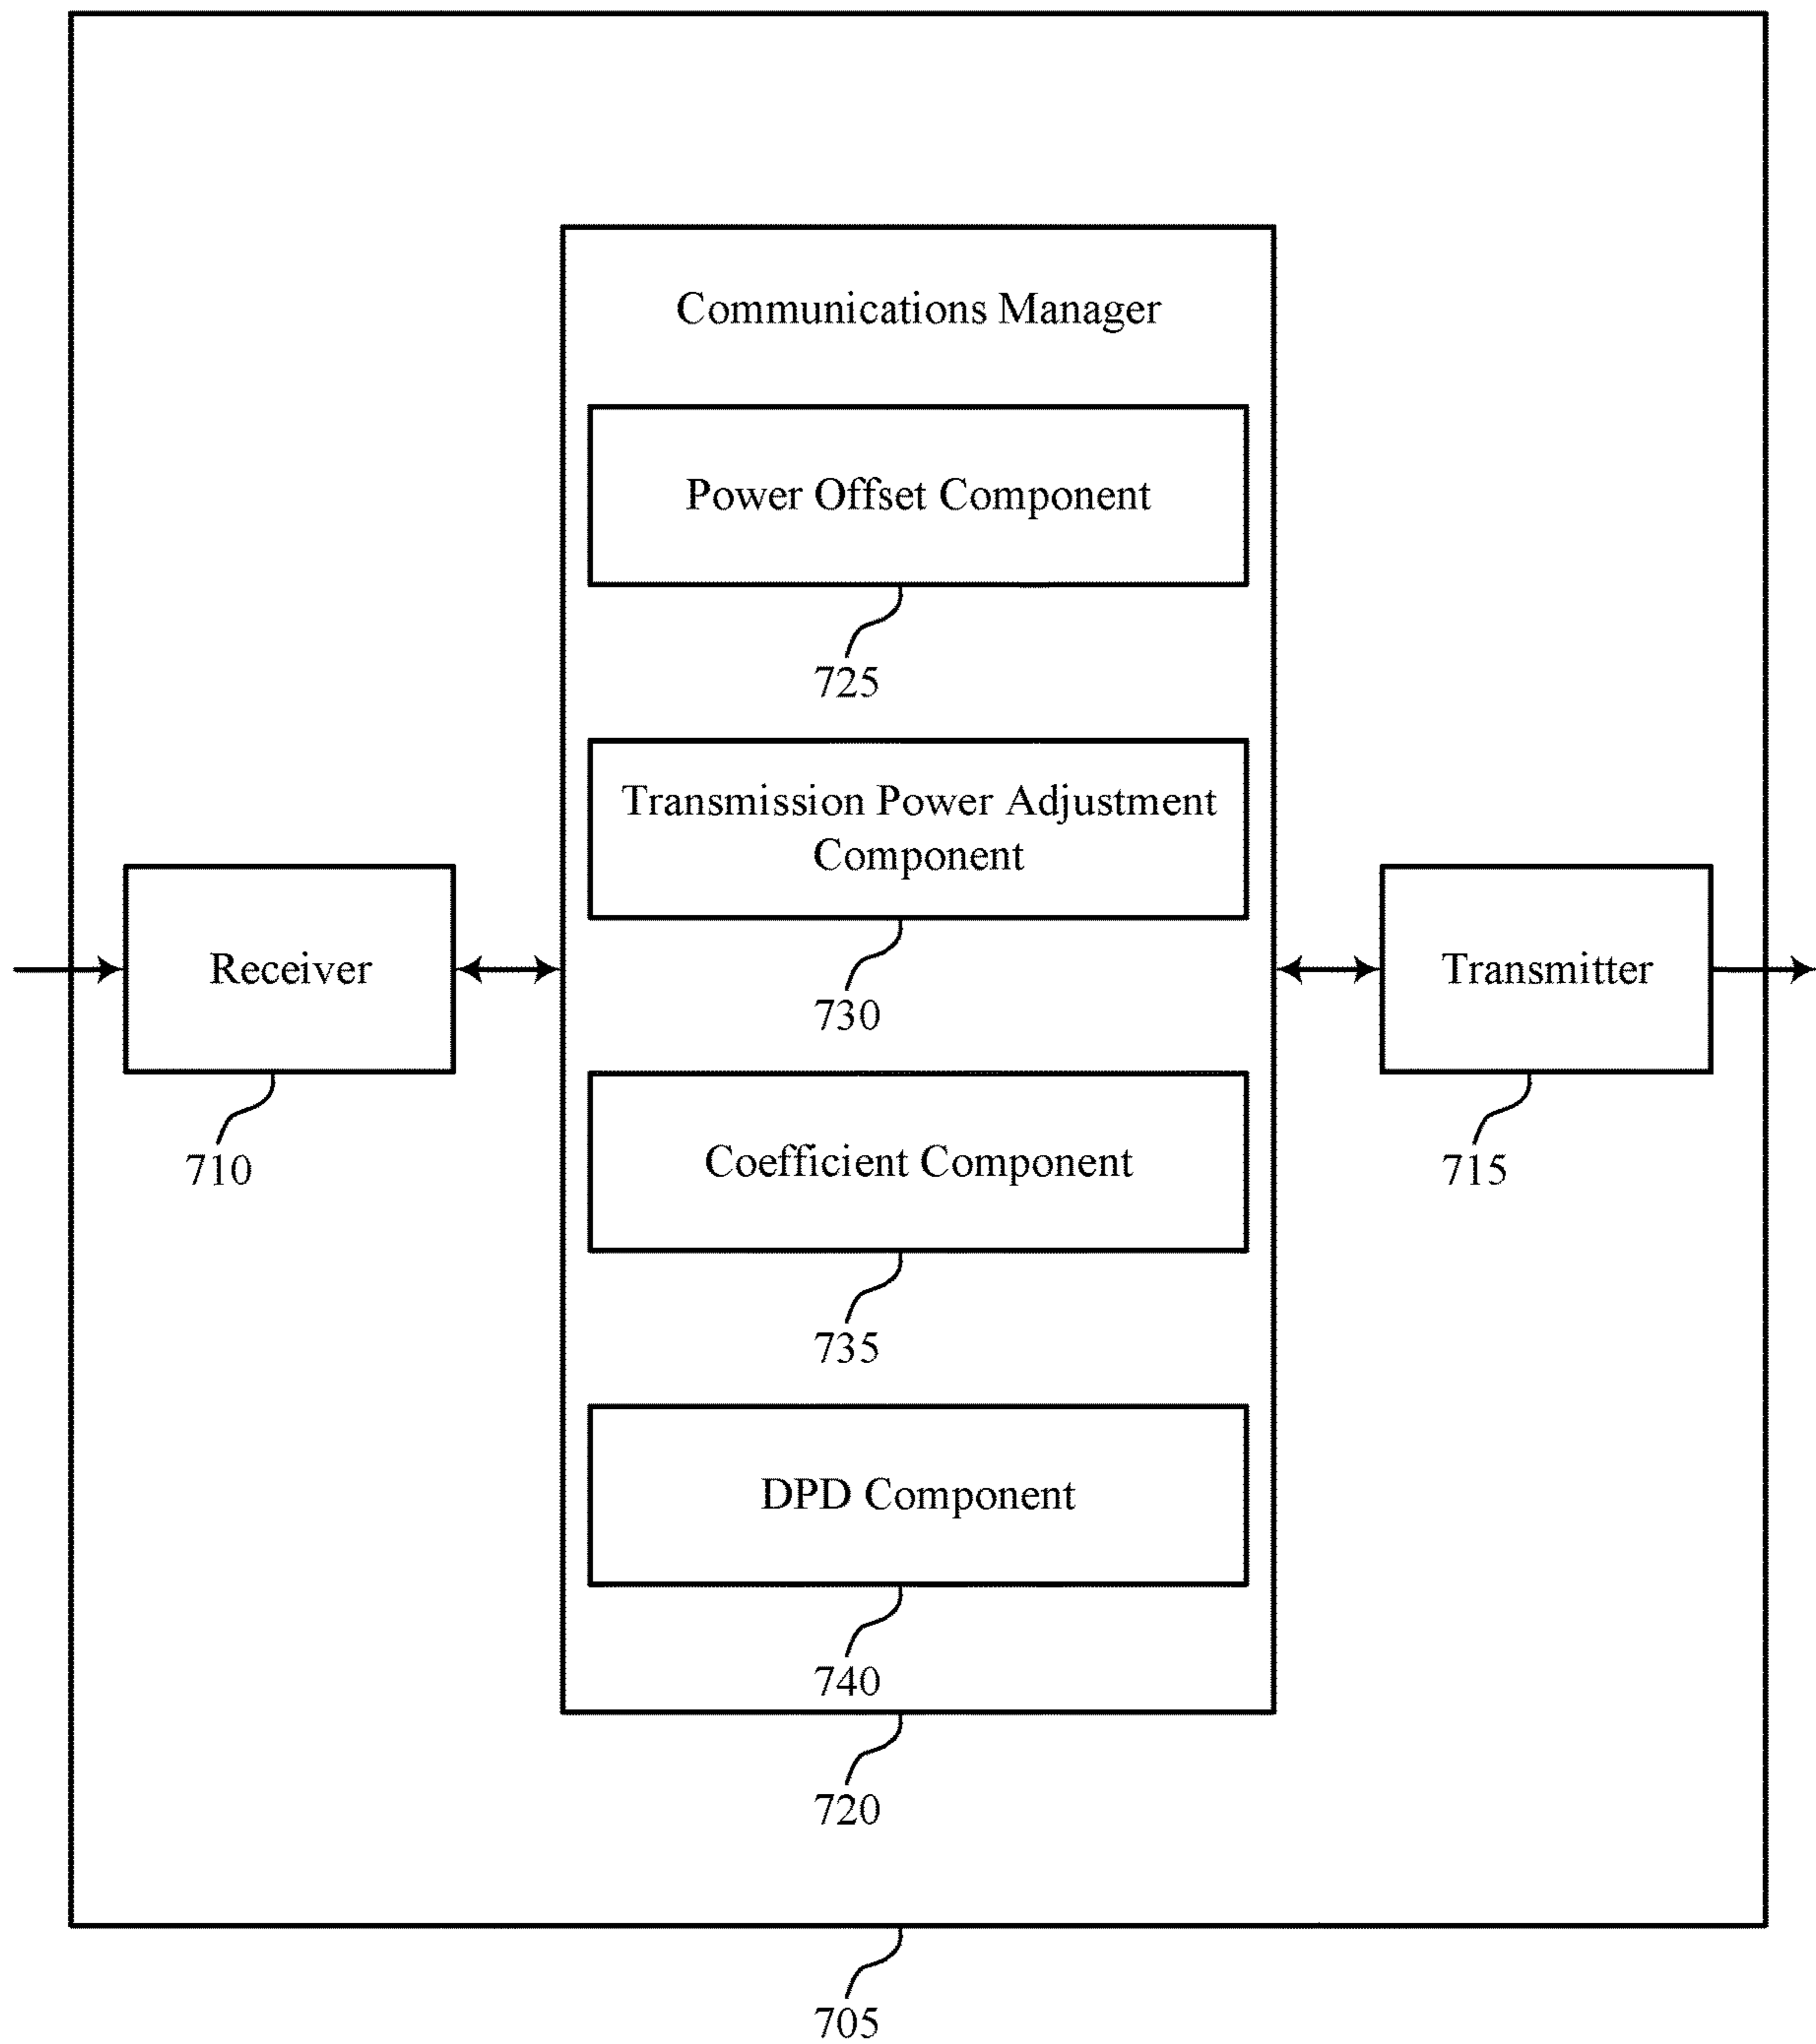 Communications Manager
Power Offset Component
725
Transmission Power Adjustment
Component
730
Receiver
710
Transmitter
715
Coefficient Component
735
DPD Component
740
720
705